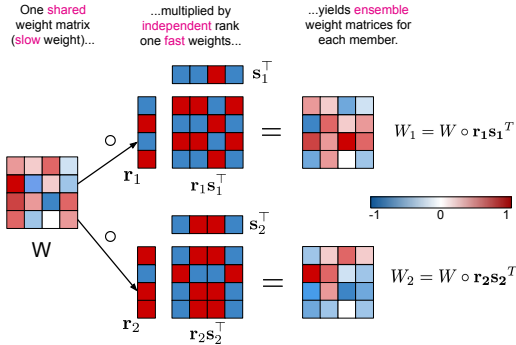 One shared
weight matrix
(slow weight)...
...multiplied by
independent rank
one fast weights...
...yields ensemble
weight matrices for
each member.
s₁⊤
∘
=
W₁ = W ∘ r₁s₁ᵀ
r₁
r₁s₁⊤
-1 0 1
W
s₂⊤
∘
=
W₂ = W ∘ r₂s₂ᵀ
r₂
r₂s₂⊤